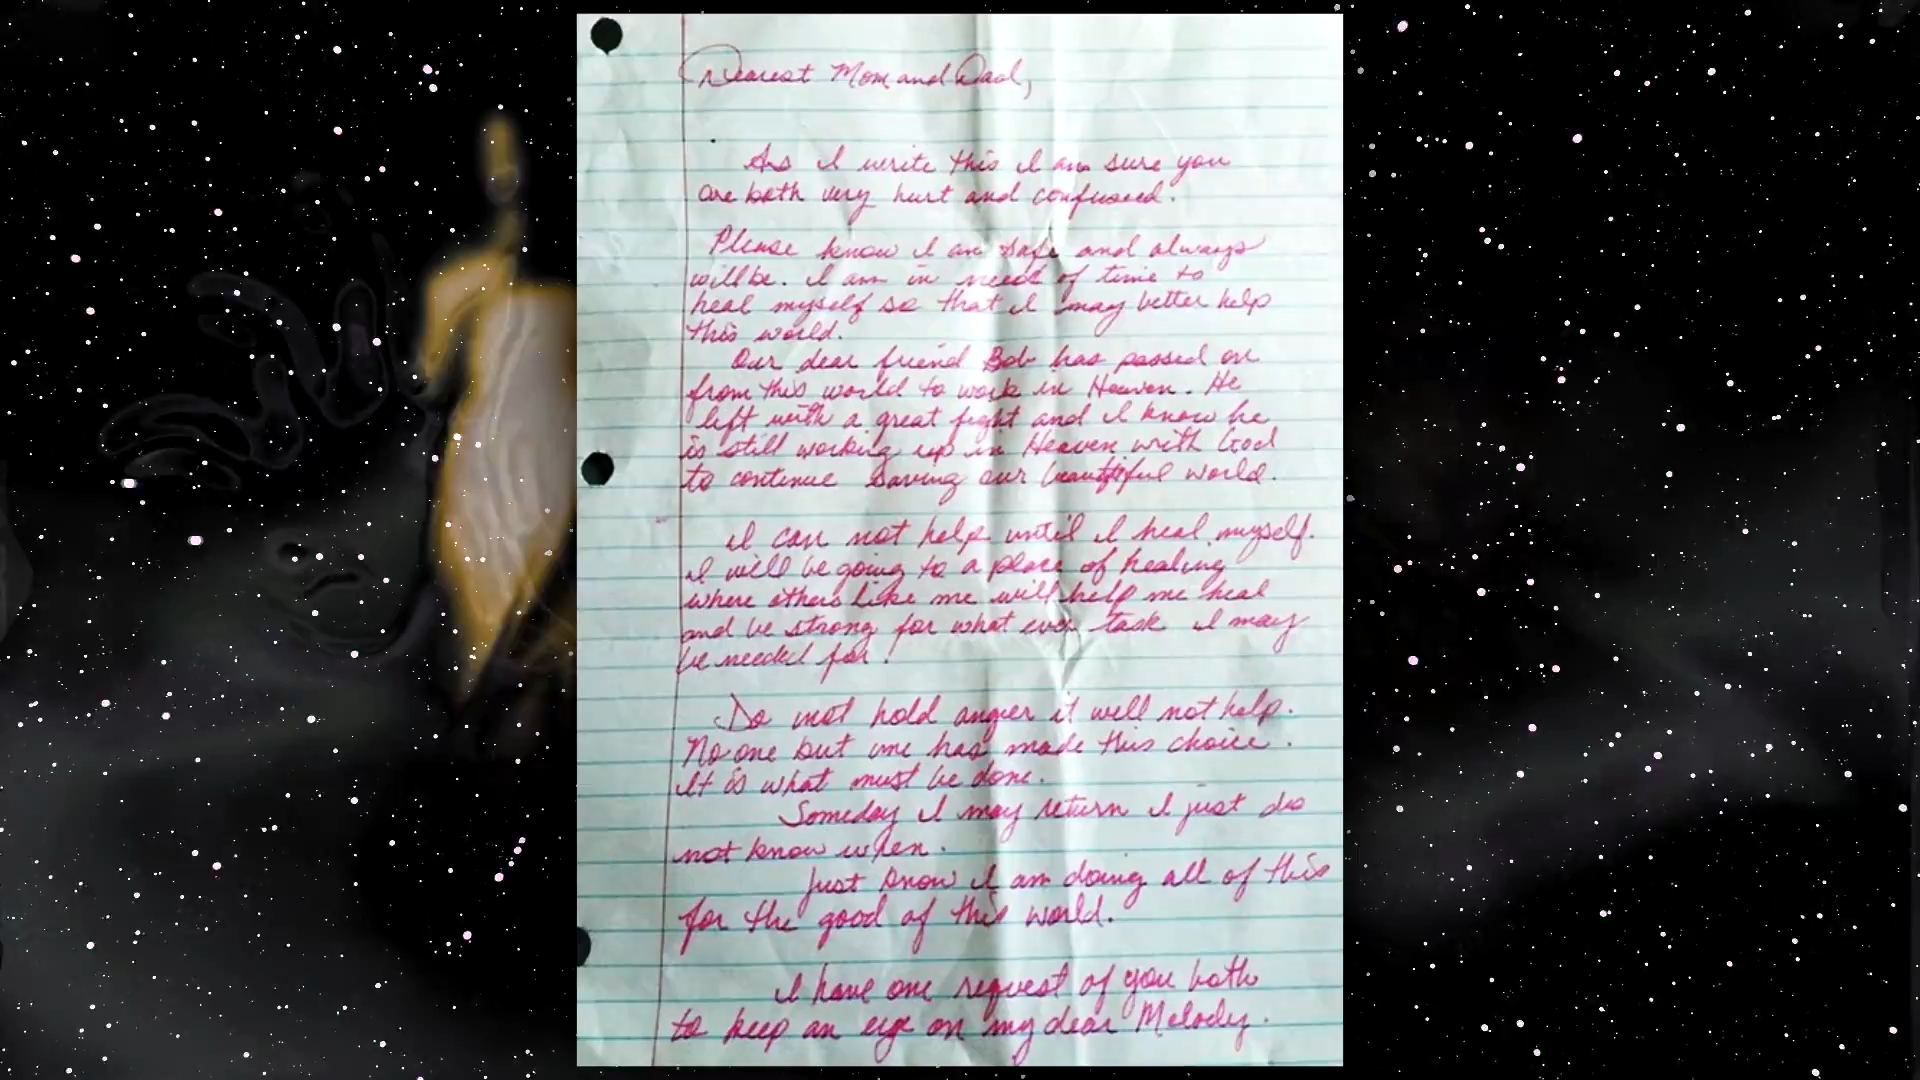 Dearest Mom and Dad,
As I write this I am sure you
are both very hurt and confused.
Please know I am safe and always
will be. I am in need of time to
heal myself so that I may better help
this world.
Our dear friend Bob has passed on
from this world to work in Heaven. He
left with a great fight and I know he
is still working up in Heaven with God
to continue saving our beautiful world.
I can not help until I heal myself.
I will be going to a place of healing
where others like me will help me heal
and be strong for what ever task I may
be needed for.
Do not hold anger it will not help.
No one but me has made this choice.
It is what must be done.
Someday I may return I just do
not know when.
Just know I am doing all of this
for the good of this world.
I have one request of you both
to keep an eye on my dear Melody.